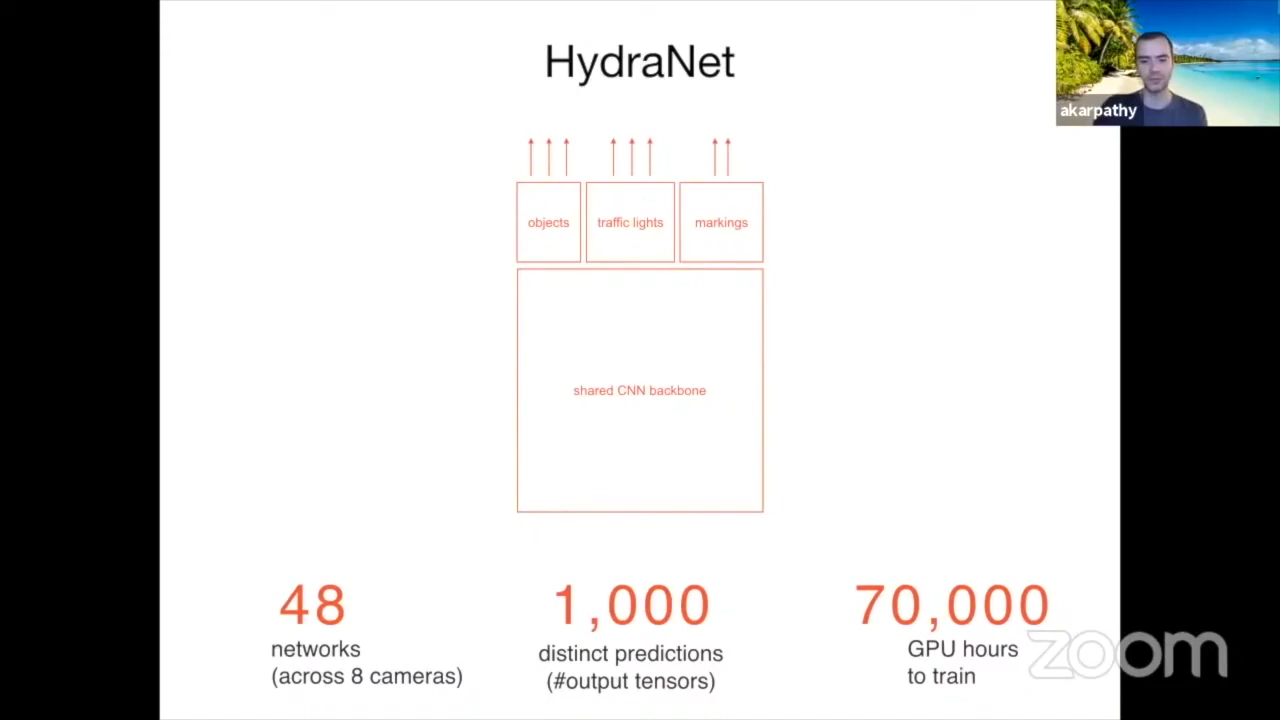 HydraNet
akarpathy
objects
traffic lights
markings
shared CNN backbone
48
networks
(across 8 cameras)
1,000
distinct predictions
(#output tensors)
70,000
GPU hours
to train
zoom